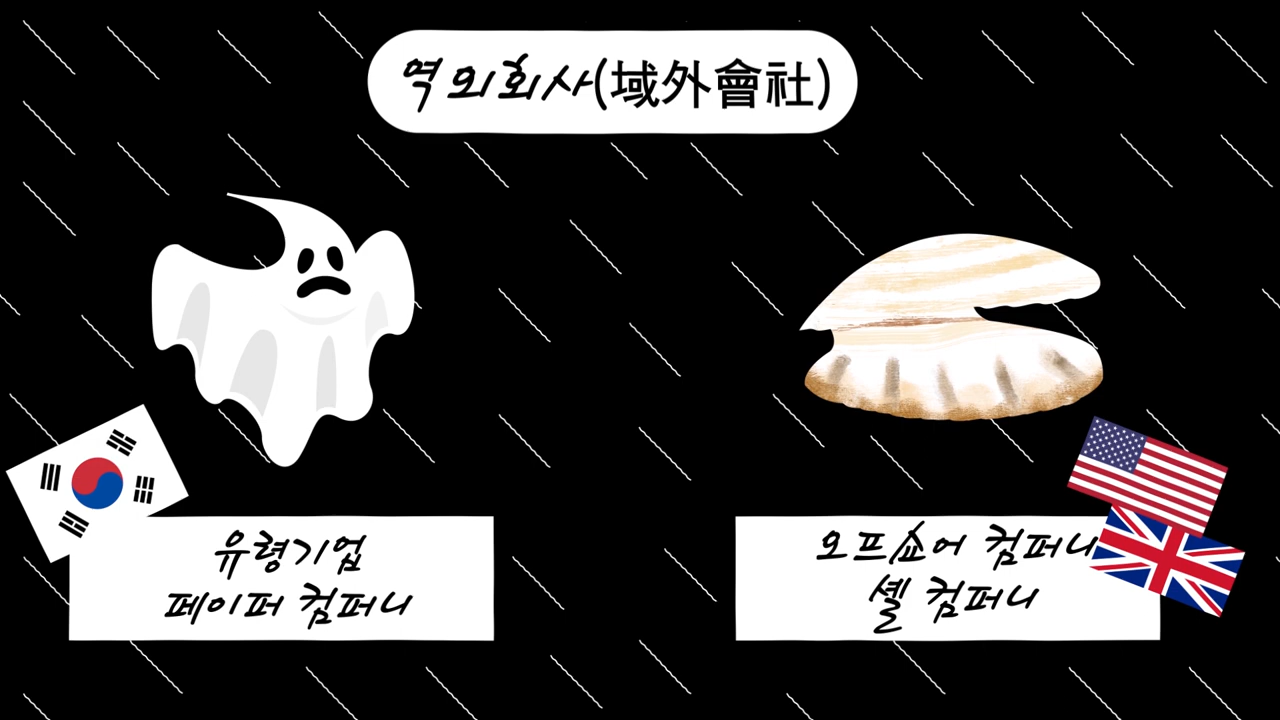 역외회사(域外會社)
유령기업
페이퍼 컴퍼니
오프쇼어 컴퍼니
셸 컴퍼니